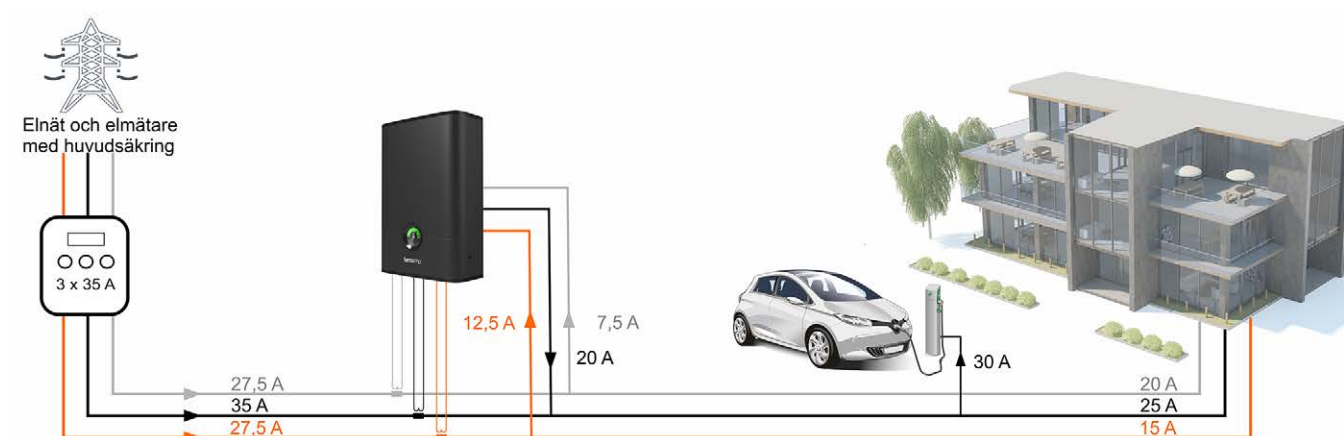 Elnät och elmätare
med huvudsäkring
3 x 35 A
ferroamp
12,5 A
7,5 A
20 A
30 A
27,5 A
20 A
35 A
25 A
27,5 A
15 A